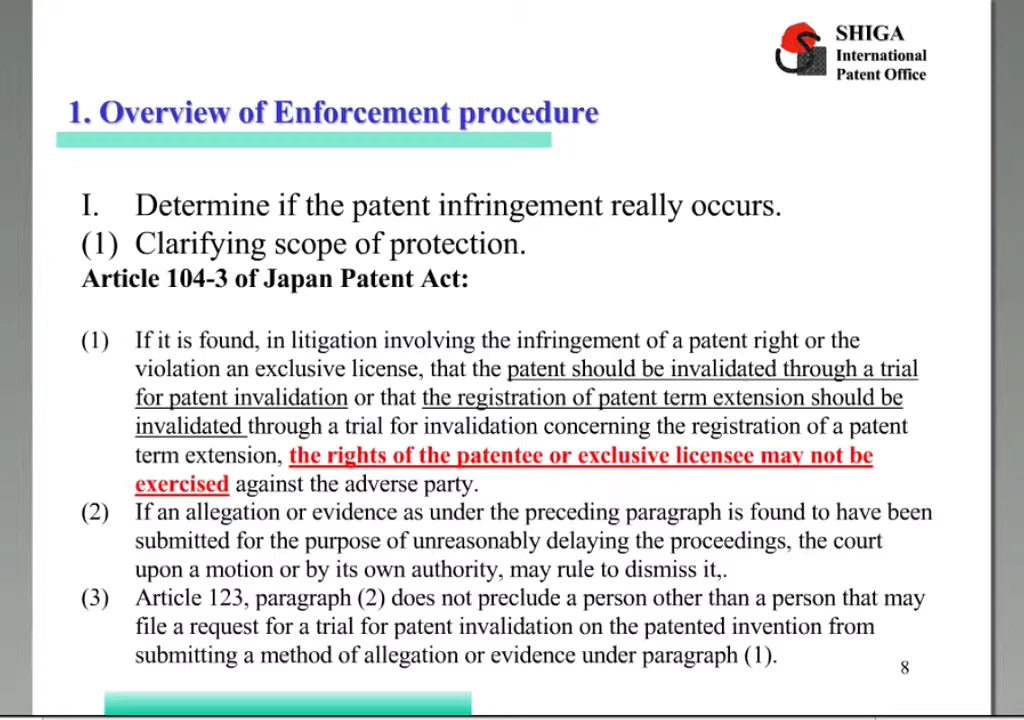 SHIGA
International
Patent Office
1. Overview of Enforcement procedure
I. Determine if the patent infringement really occurs.
(1) Clarifying scope of protection.
Article 104-3 of Japan Patent Act:
(1) If it is found, in litigation involving the infringement of a patent right or the
violation an exclusive license, that the patent should be invalidated through a trial
for patent invalidation or that the registration of patent term extension should be
invalidated through a trial for invalidation concerning the registration of a patent
term extension, the rights of the patentee or exclusive licensee may not be
exercised against the adverse party.
(2) If an allegation or evidence as under the preceding paragraph is found to have been
submitted for the purpose of unreasonably delaying the proceedings, the court
upon a motion or by its own authority, may rule to dismiss it,.
(3) Article 123, paragraph (2) does not preclude a person other than a person that may
file a request for a trial for patent invalidation on the patented invention from
submitting a method of allegation or evidence under paragraph (1).
8